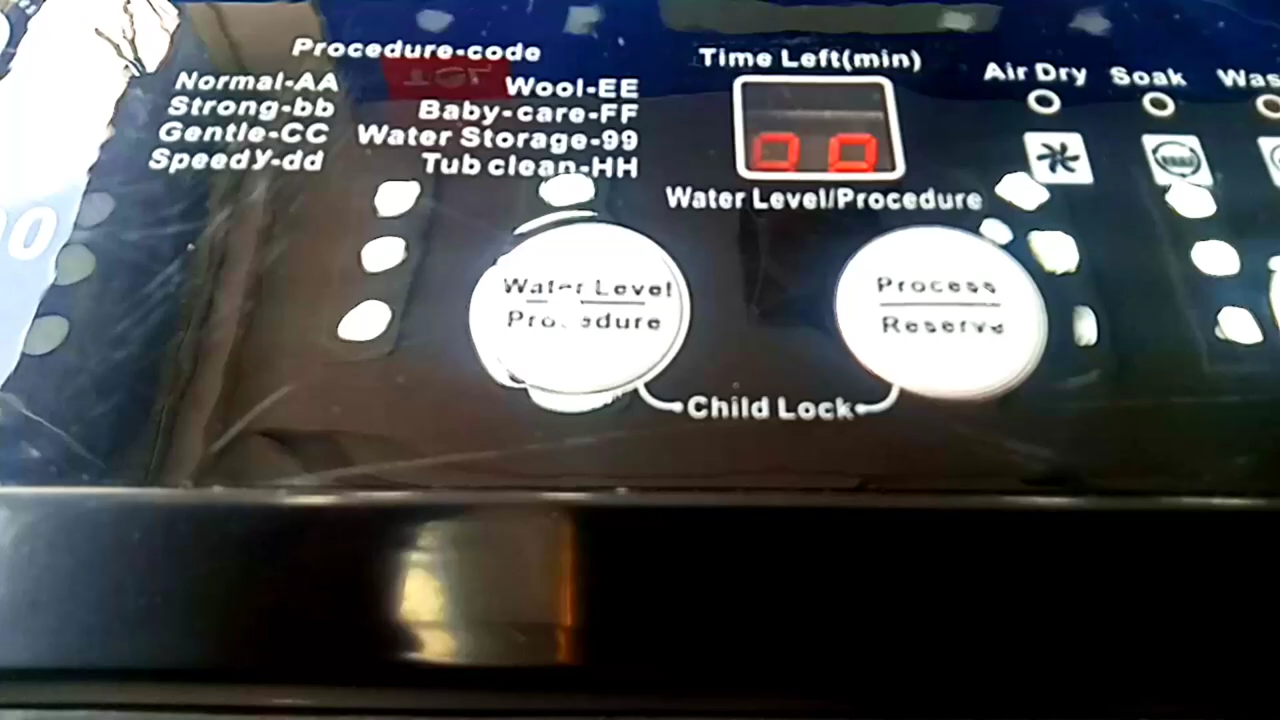 Procedure-code
Normal-AA
Strong-bb
Gentle-CC
Speedy-dd
Wool-EE
Baby-care-FF
Water Storage-99
Tub clean-HH
Time Left(min)
Water Level/Procedure
Air Dry
Soak
Water Level
Procedure
Process
Reserve
Child Lock